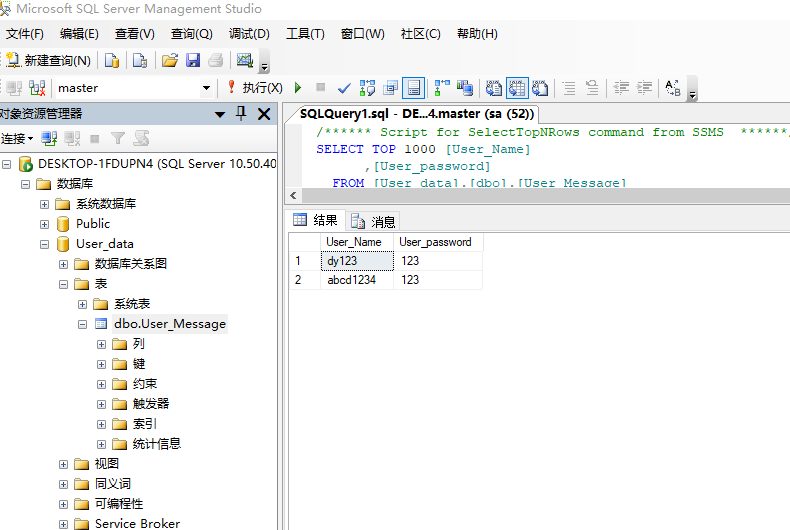 Microsoft SQL Server Management Studio
文件(F) 编辑(E) 查看(V) 查询(Q) 调试(D) 工具(T) 窗口(W) 社区(C) 帮助(H)
新建查询(N)
master 执行(X)
对象资源管理器
SQLQuery1.sql - DE...4.master (sa (52))
连接
/****** Script for SelectTopNRows command from SSMS ******/
SELECT TOP 1000 [User_Name]
,[User_password]
FROM [User_data].[dbo].[User_Message]
DESKTOP-1FDUPN4 (SQL Server 10.50.40
数据库
系统数据库
Public
User_data
数据库关系图
表
系统表
dbo.User_Message
列
键
约束
触发器
索引
统计信息
视图
同义词
可编程性
Service Broker
结果 消息
User_Name User_password
1 dy123 123
2 abcd1234 123